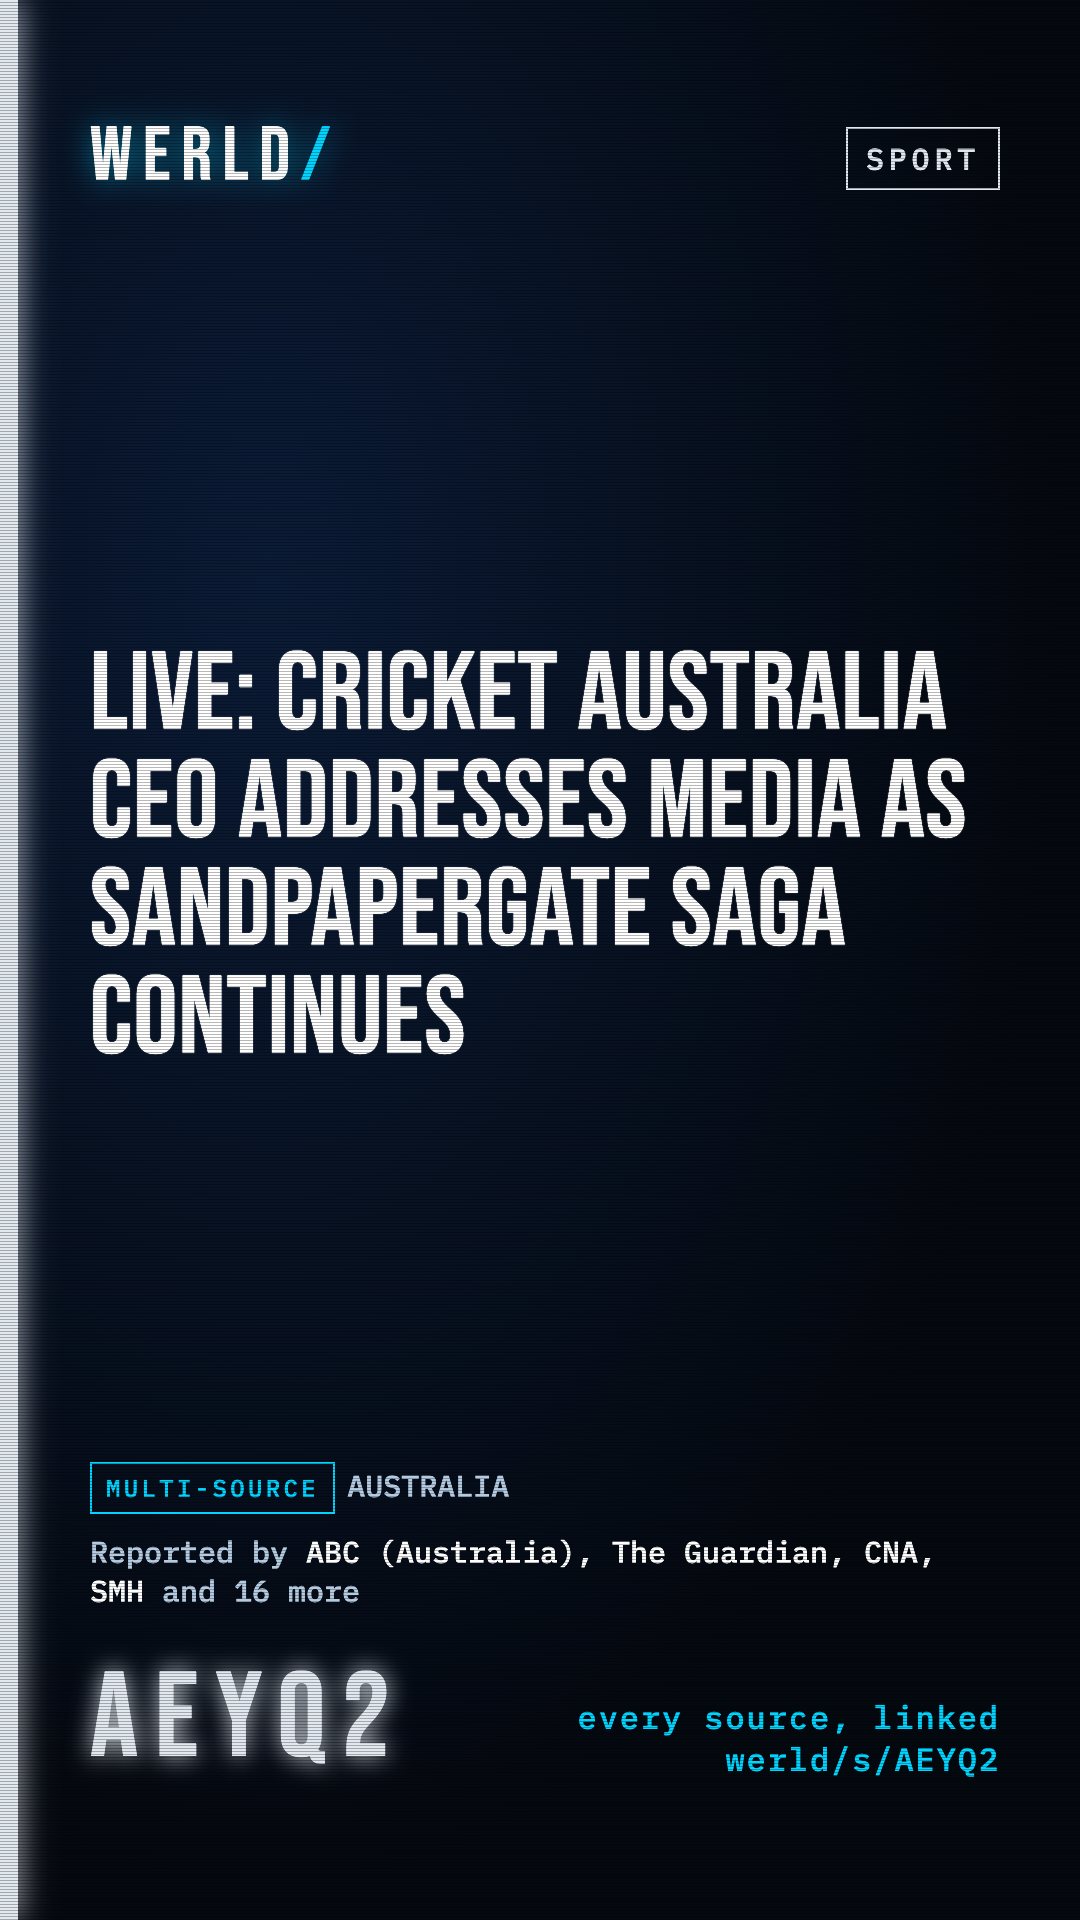 WERLD/
SPORT
LIVE: CRICKET AUSTRALIA
CEO ADDRESSES MEDIA AS
SANDPAPERGATE SAGA
CONTINUES
MULTI-SOURCE AUSTRALIA
Reported by ABC (Australia), The Guardian, CNA,
SMH and 16 more
AEYQ2
every source, linked
werld/s/AEYQ2